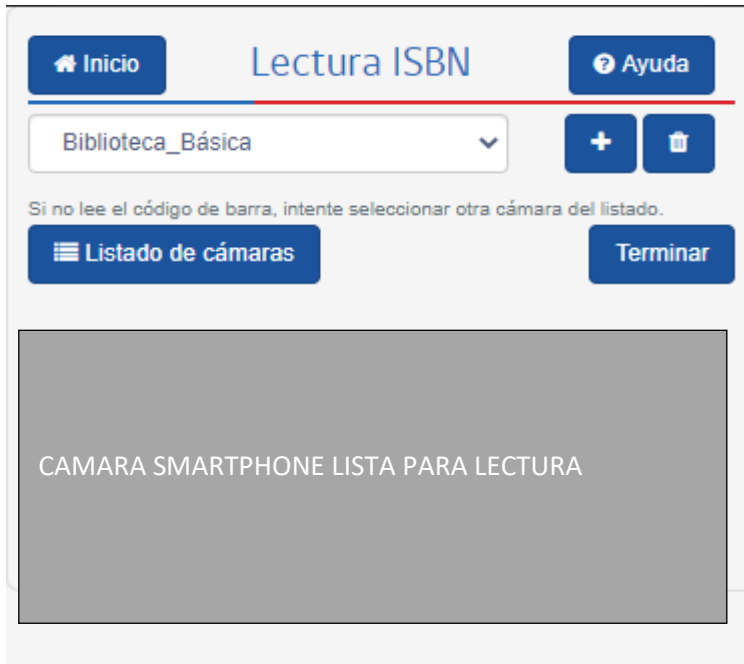 Inicio
Lectura ISBN
Ayuda
Biblioteca_Básica
Si no lee el código de barra, intente seleccionar otra cámara del listado.
Listado de cámaras
Terminar
CAMARA SMARTPHONE LISTA PARA LECTURA